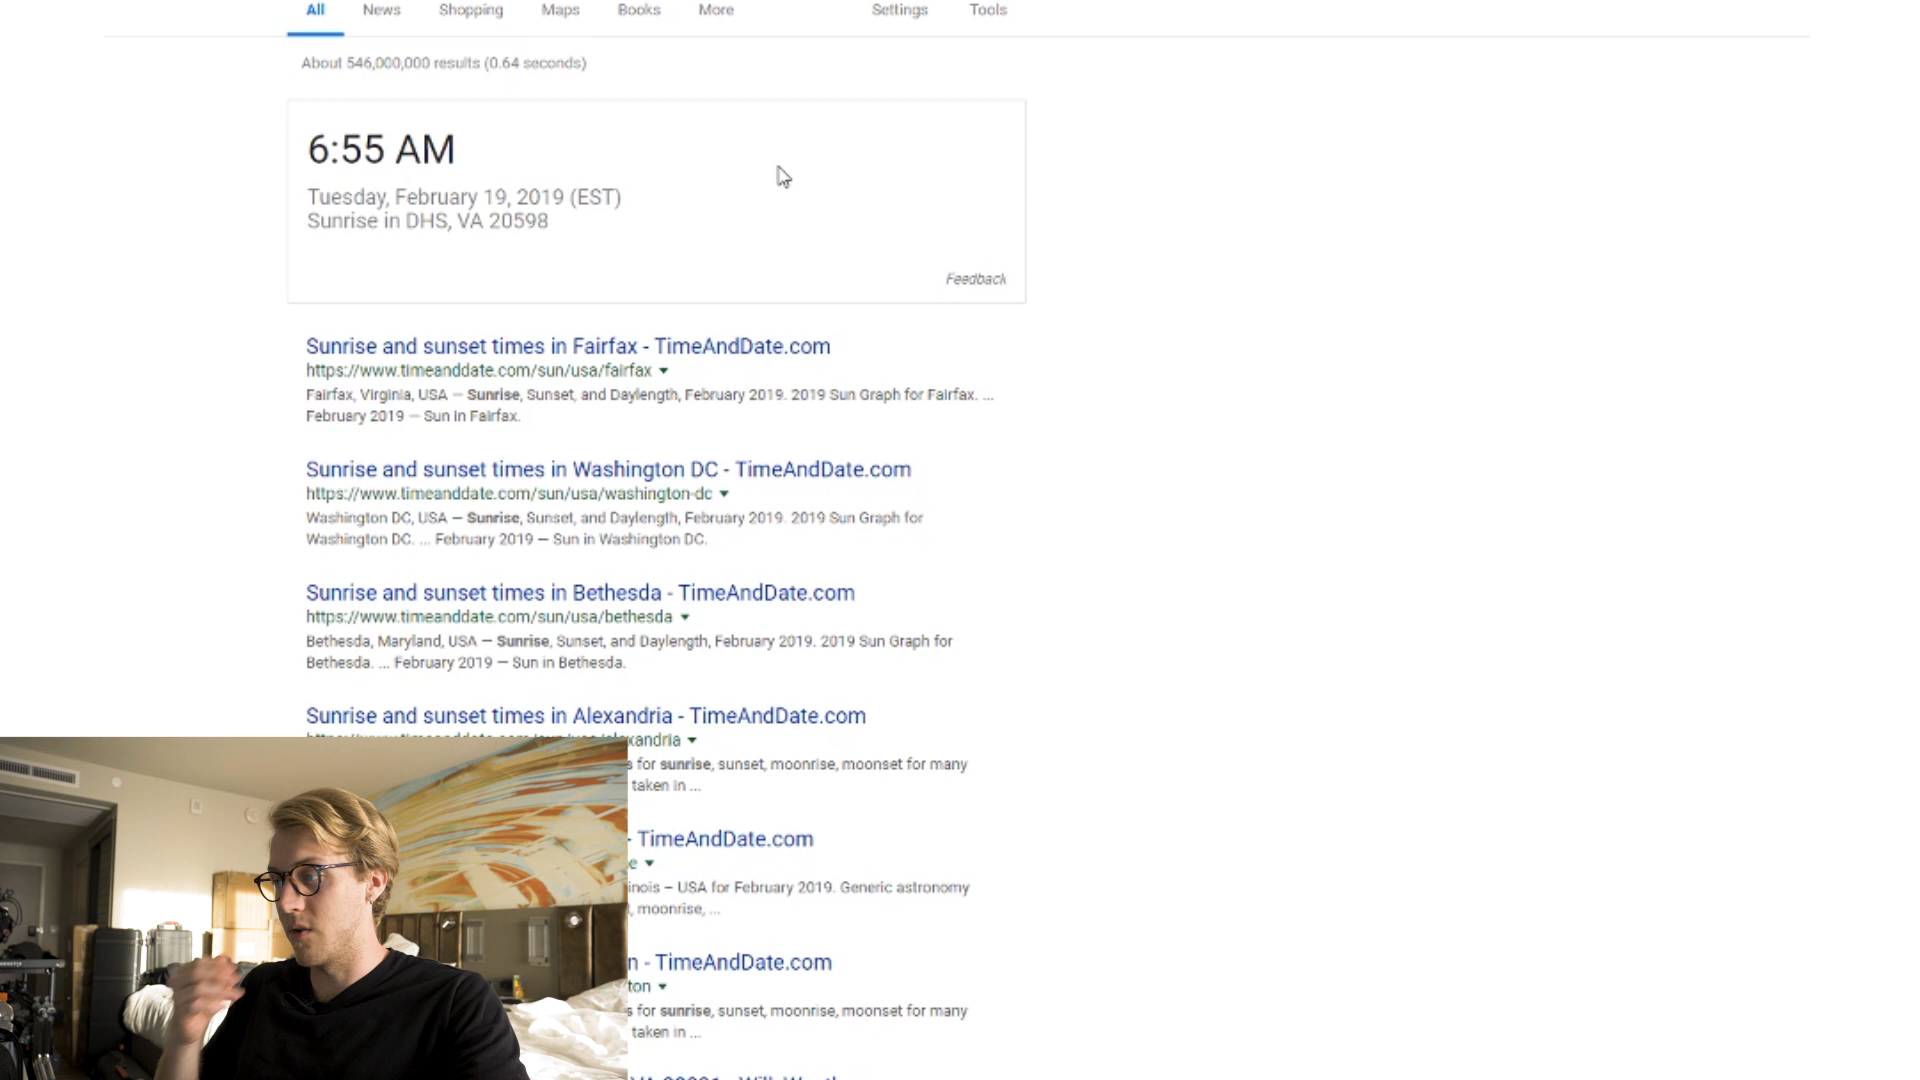 All News Shopping Maps Books More Settings Tools
About 546,000,000 results (0.64 seconds)
6:55 AM
Tuesday, February 19, 2019 (EST)
Sunrise in DHS, VA 20598
Feedback
Sunrise and sunset times in Fairfax - TimeAndDate.com
https://www.timeanddate.com/sun/usa/fairfax
Fairfax, Virginia, USA — Sunrise, Sunset, and Daylength, February 2019. 2019 Sun Graph for Fairfax. ...
February 2019 — Sun in Fairfax.
Sunrise and sunset times in Washington DC - TimeAndDate.com
https://www.timeanddate.com/sun/usa/washington-dc
Washington DC, USA — Sunrise, Sunset, and Daylength, February 2019. 2019 Sun Graph for
Washington DC. ... February 2019 — Sun in Washington DC.
Sunrise and sunset times in Bethesda - TimeAndDate.com
https://www.timeanddate.com/sun/usa/bethesda
Bethesda, Maryland, USA — Sunrise, Sunset, and Daylength, February 2019. 2019 Sun Graph for
Bethesda. ... February 2019 — Sun in Bethesda.
Sunrise and sunset times in Alexandria - TimeAndDate.com
xandria
for sunrise, sunset, moonrise, moonset for many
taken in ...
- TimeAndDate.com
e
inois – USA for February 2019. Generic astronomy
, moonrise, ...
n - TimeAndDate.com
ton
s for sunrise, sunset, moonrise, moonset for many
taken in ...